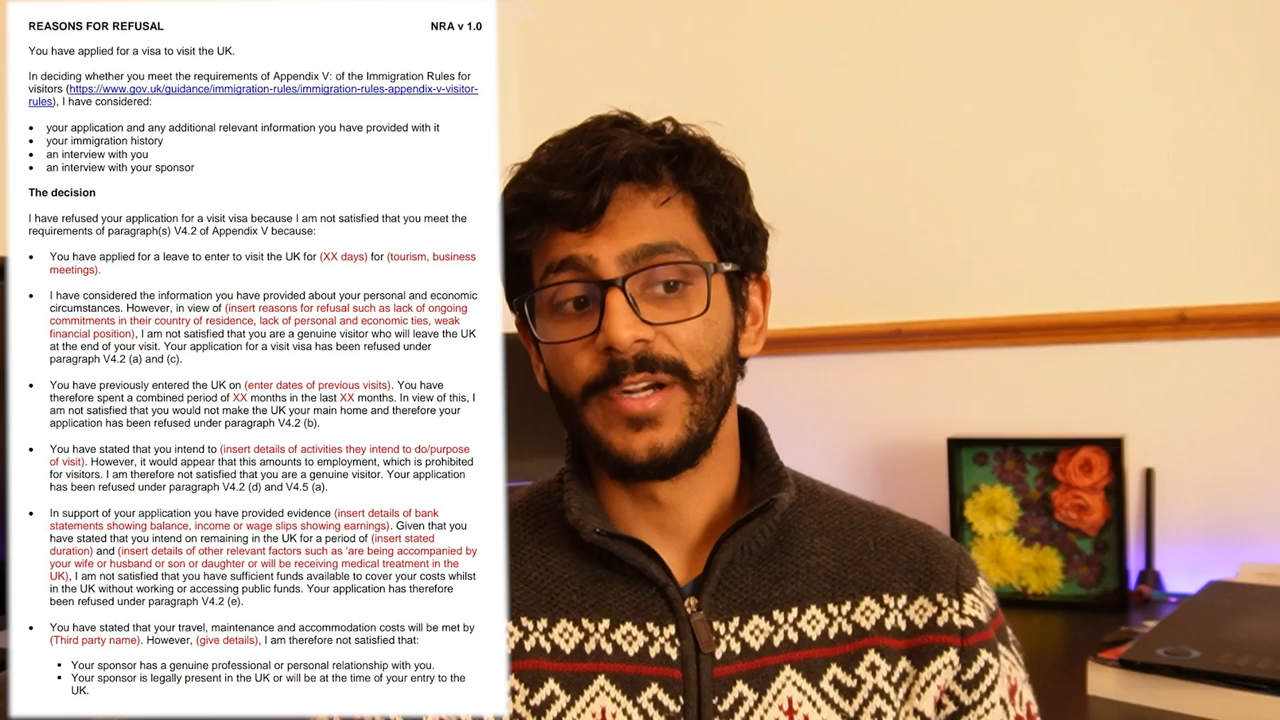 REASONS FOR REFUSAL NRA v 1.0
You have applied for a visa to visit the UK.
In deciding whether you meet the requirements of Appendix V: of the Immigration Rules for
visitors (https://www.gov.uk/guidance/immigration-rules/immigration-rules-appendix-v-visitor-
rules), I have considered:
• your application and any additional relevant information you have provided with it
• your immigration history
• an interview with you
• an interview with your sponsor
The decision
I have refused your application for a visit visa because I am not satisfied that you meet the
requirements of paragraph(s) V4.2 of Appendix V because:
• You have applied for a leave to enter to visit the UK for (XX days) for (tourism, business
meetings).
• I have considered the information you have provided about your personal and economic
circumstances. However, in view of (insert reasons for refusal such as lack of ongoing
commitments in their country of residence, lack of personal and economic ties, weak
financial position), I am not satisfied that you are a genuine visitor who will leave the UK
at the end of your visit. Your application for a visit visa has been refused under
paragraph V4.2 (a) and (c).
• You have previously entered the UK on (enter dates of previous visits). You have
therefore spent a combined period of XX months in the last XX months. In view of this, I
am not satisfied that you would not make the UK your main home and therefore your
application has been refused under paragraph V4.2 (b).
• You have stated that you intend to (insert details of activities they intend to do/purpose
of visit). However, it would appear that this amounts to employment, which is prohibited
for visitors. I am therefore not satisfied that you are a genuine visitor. Your application
has been refused under paragraph V4.2 (d) and V4.5 (a).
• In support of your application you have provided evidence (insert details of bank
statements showing balance, income or wage slips showing earnings). Given that you
have stated that you intend on remaining in the UK for a period of (insert stated
duration) and (insert details of other relevant factors such as ‘are being accompanied by
your wife or husband or son or daughter or will be receiving medical treatment in the
UK), I am not satisfied that you have sufficient funds available to cover your costs whilst
in the UK without working or accessing public funds. Your application has therefore
been refused under paragraph V4.2 (e).
• You have stated that your travel, maintenance and accommodation costs will be met by
(Third party name). However, (give details), I am therefore not satisfied that:
▪ Your sponsor has a genuine professional or personal relationship with you.
▪ Your sponsor is legally present in the UK or will be at the time of your entry to the
UK.